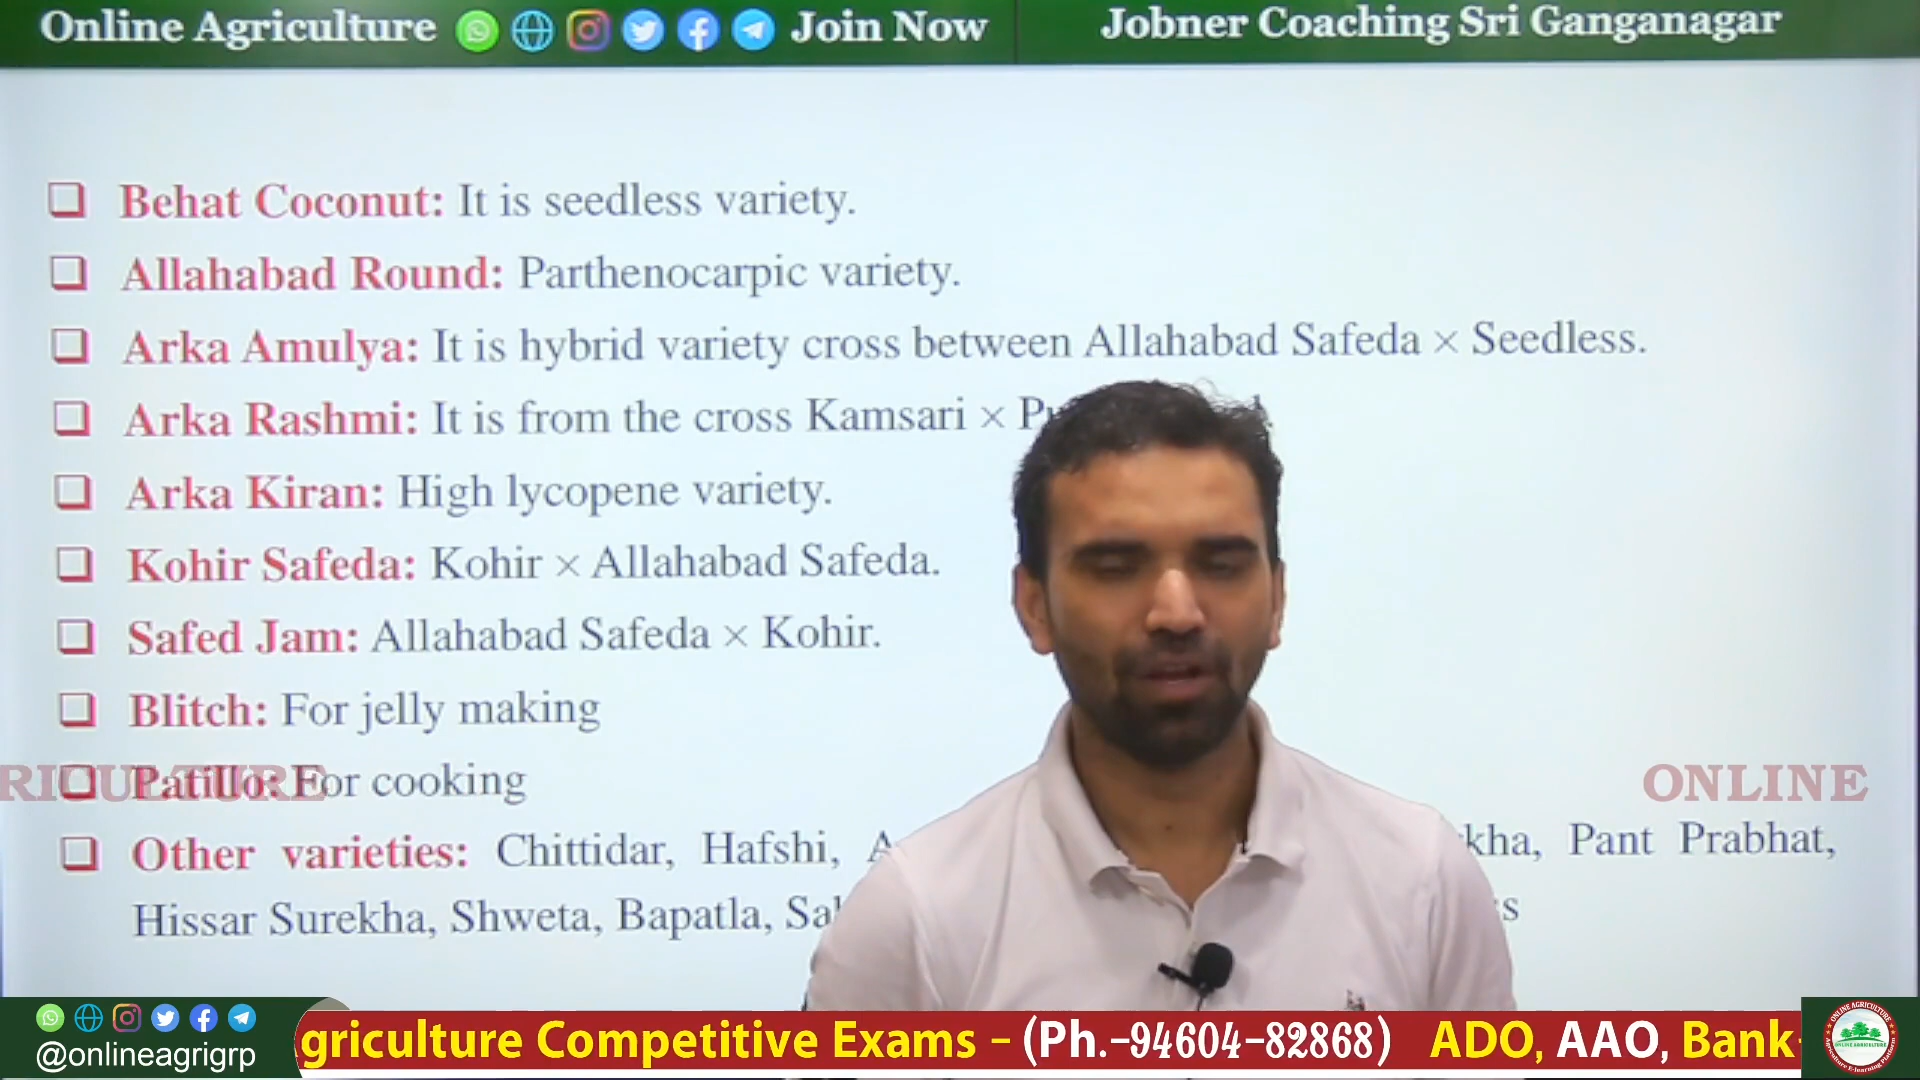 Online Agriculture Join Now Jobner Coaching Sri Ganganagar
Behat Coconut: It is seedless variety.
Allahabad Round: Parthenocarpic variety.
Arka Amulya: It is hybrid variety cross between Allahabad Safeda × Seedless.
Arka Rashmi: It is from the cross Kamsari ×
Arka Kiran: High lycopene variety.
Kohir Safeda: Kohir × Allahabad Safeda.
Safed Jam: Allahabad Safeda × Kohir.
Blitch: For jelly making
Patillo: For cooking
RICULTURE ONLINE
Other varieties: Chittidar, Hafshi, Pant Prabhat,
Hissar Surekha, Shweta, Bapatla,
@onlineagrigrp
griculture Competitive Exams - (Ph.-94604-82868) ADO, AAO, Bank-
ONLINE AGRICULTURE